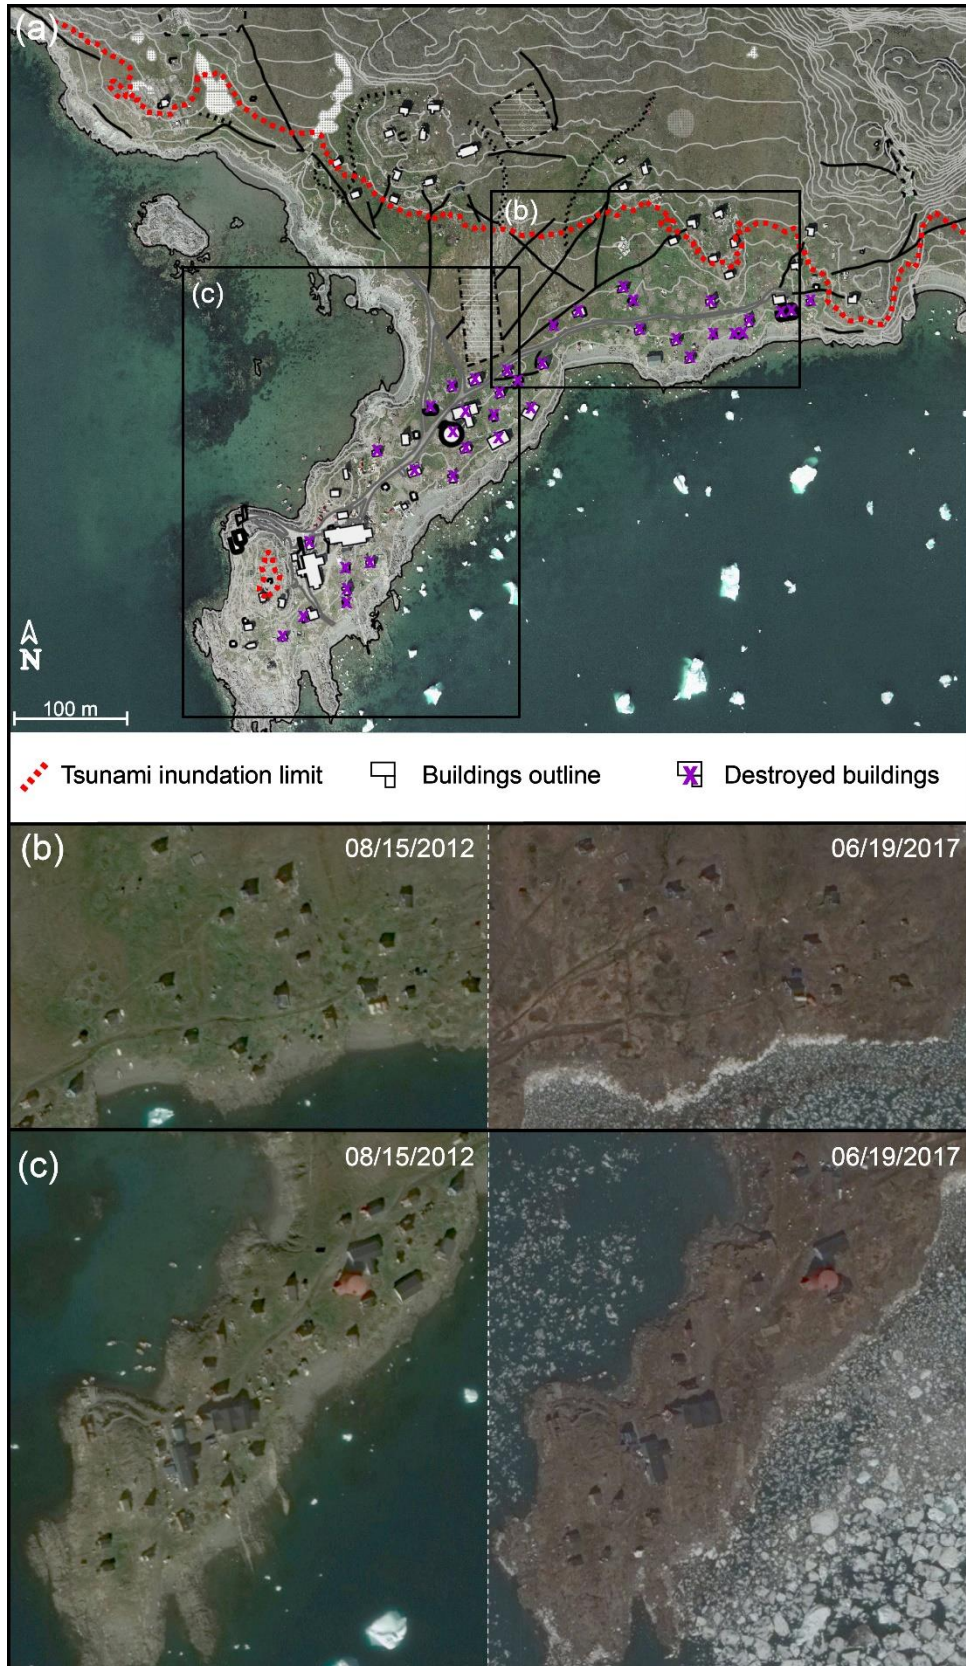 (a)
(b)
(c)
N
100 m
Tsunami inundation limit
Buildings outline
Destroyed buildings
(b)
08/15/2012
06/19/2017
(c)
08/15/2012
06/19/2017